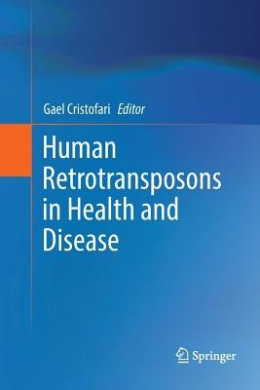 Gael Cristofari Editor
Human
Retrotransposons
in Health and
Disease
Springer